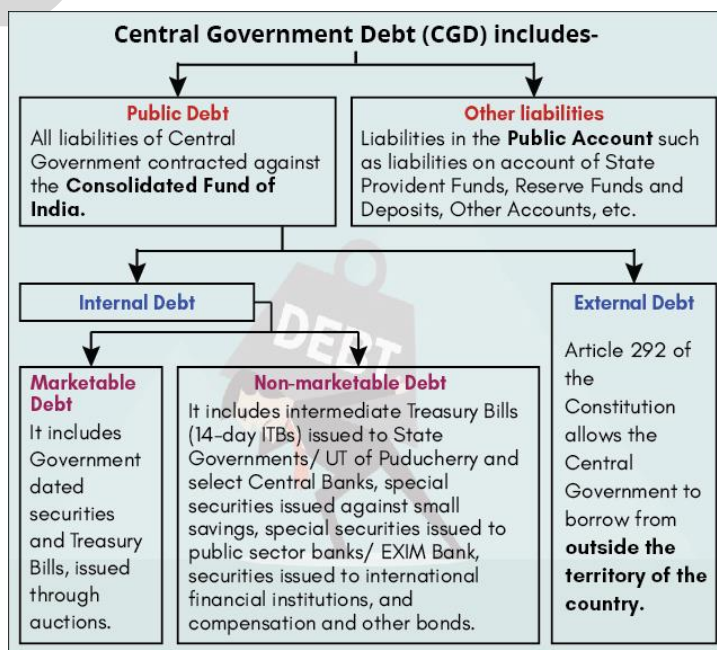 Central Government Debt (CGD) includes-
Public Debt
All liabilities of Central
Government contracted against
the Consolidated Fund of
India.
Other liabilities
Liabilities in the Public Account such
as liabilities on account of State
Provident Funds, Reserve Funds and
Deposits, Other Accounts, etc.
Internal Debt
External Debt
Article 292 of
the
Constitution
allows the
Central
Government to
borrow from
outside the
territory of the
country.
DEBT
Marketable
Debt
It includes
Government
dated
securities
and Treasury
Bills, issued
through
auctions.
Non-marketable Debt
It includes intermediate Treasury Bills
(14-day ITBs) issued to State
Governments/ UT of Puducherry and
select Central Banks, special
securities issued against small
savings, special securities issued to
public sector banks/ EXIM Bank,
securities issued to international
financial institutions, and
compensation and other bonds.